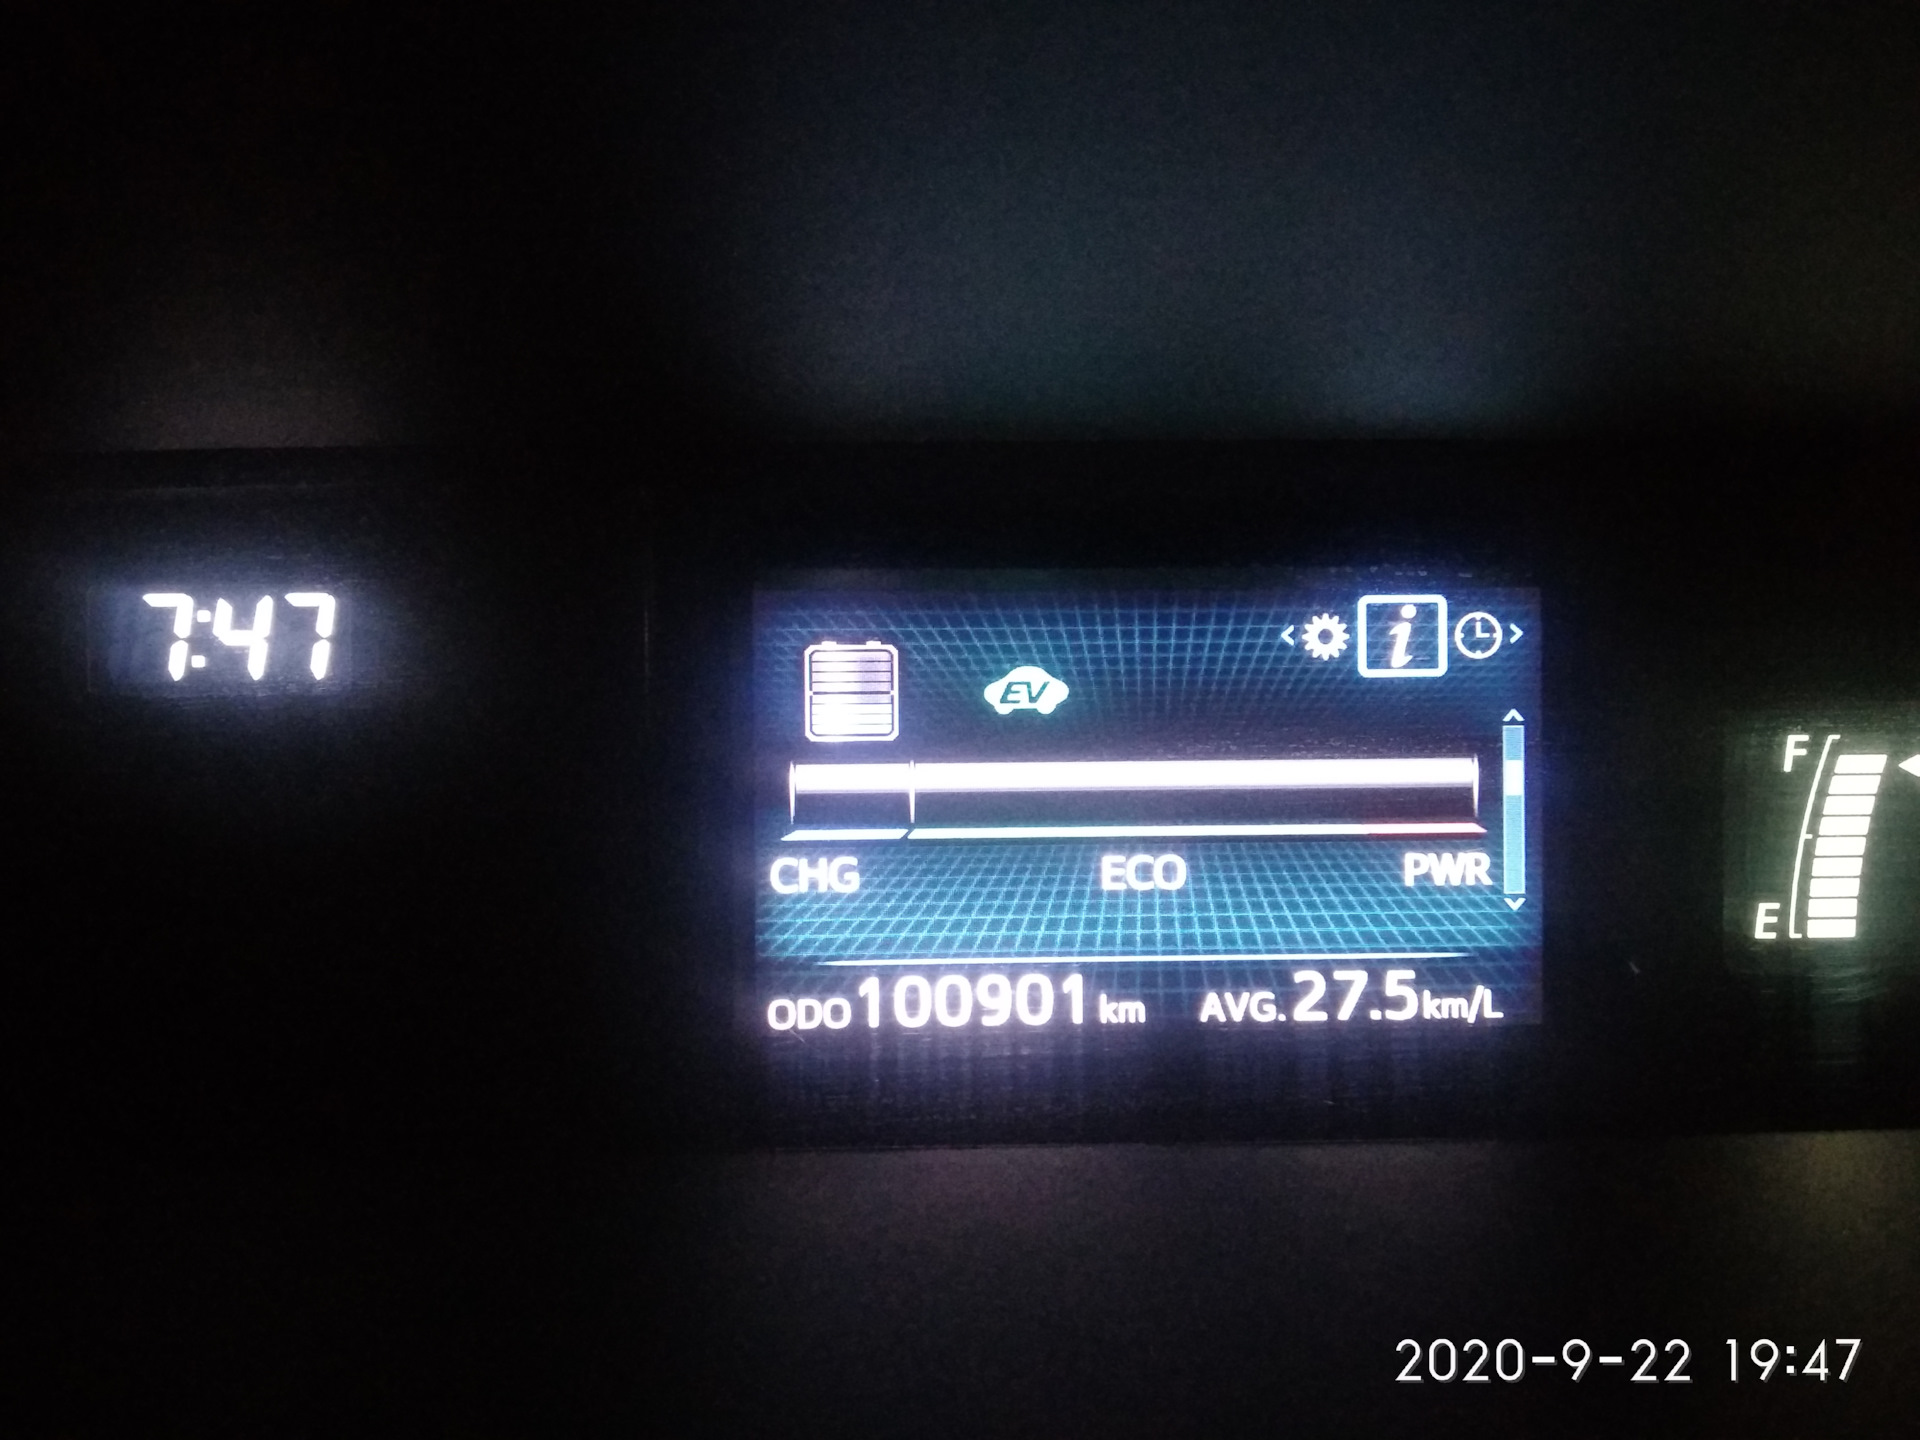 7:47
i
EV
CHG ECO PWR
ODO 100901 km AVG. 27.5 km/L
F
E
2020-9-22 19:47